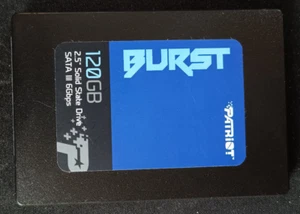 BURST
120GB
2.5" Solid State Drive
SATA III 6Gbps
PATRIOT